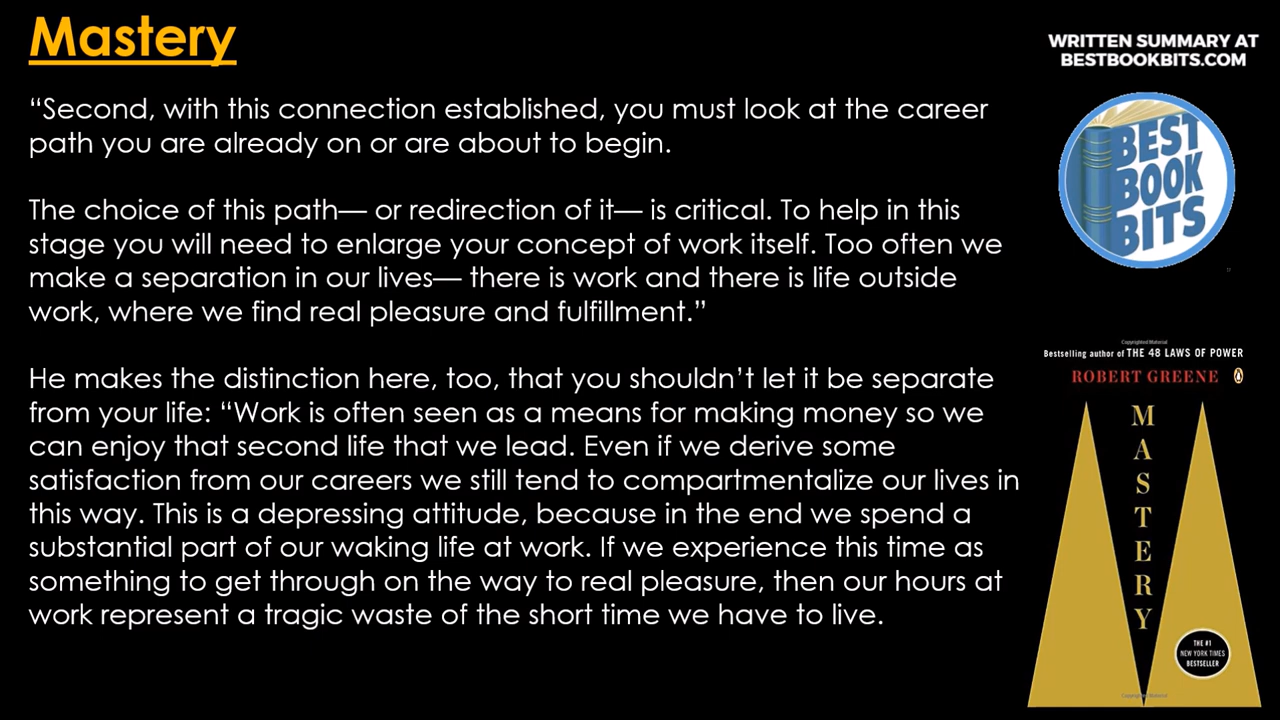 Mastery
“Second, with this connection established, you must look at the career
path you are already on or are about to begin.
The choice of this path— or redirection of it— is critical. To help in this
stage you will need to enlarge your concept of work itself. Too often we
make a separation in our lives— there is work and there is life outside
work, where we find real pleasure and fulfillment.”
He makes the distinction here, too, that you shouldn’t let it be separate
from your life: “Work is often seen as a means for making money so we
can enjoy that second life that we lead. Even if we derive some
satisfaction from our careers we still tend to compartmentalize our lives in
this way. This is a depressing attitude, because in the end we spend a
substantial part of our waking life at work. If we experience this time as
something to get through on the way to real pleasure, then our hours at
work represent a tragic waste of the short time we have to live.
WRITTEN SUMMARY AT
BESTBOOKBITS.COM
BEST
BOOK
BITS
Copyrighted Material
Bestselling author of THE 48 LAWS OF POWER
ROBERT GREENE
M
A
S
T
E
R
Y
THE #1
NEW YORK TIMES
BESTSELLER
Copyrighted Material